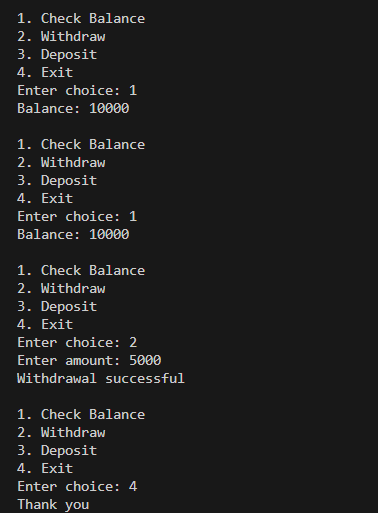 1. Check Balance
2. Withdraw
3. Deposit
4. Exit
Enter choice: 1
Balance: 10000
1. Check Balance
2. Withdraw
3. Deposit
4. Exit
Enter choice: 1
Balance: 10000
1. Check Balance
2. Withdraw
3. Deposit
4. Exit
Enter choice: 2
Enter amount: 5000
Withdrawal successful
1. Check Balance
2. Withdraw
3. Deposit
4. Exit
Enter choice: 4
Thank you